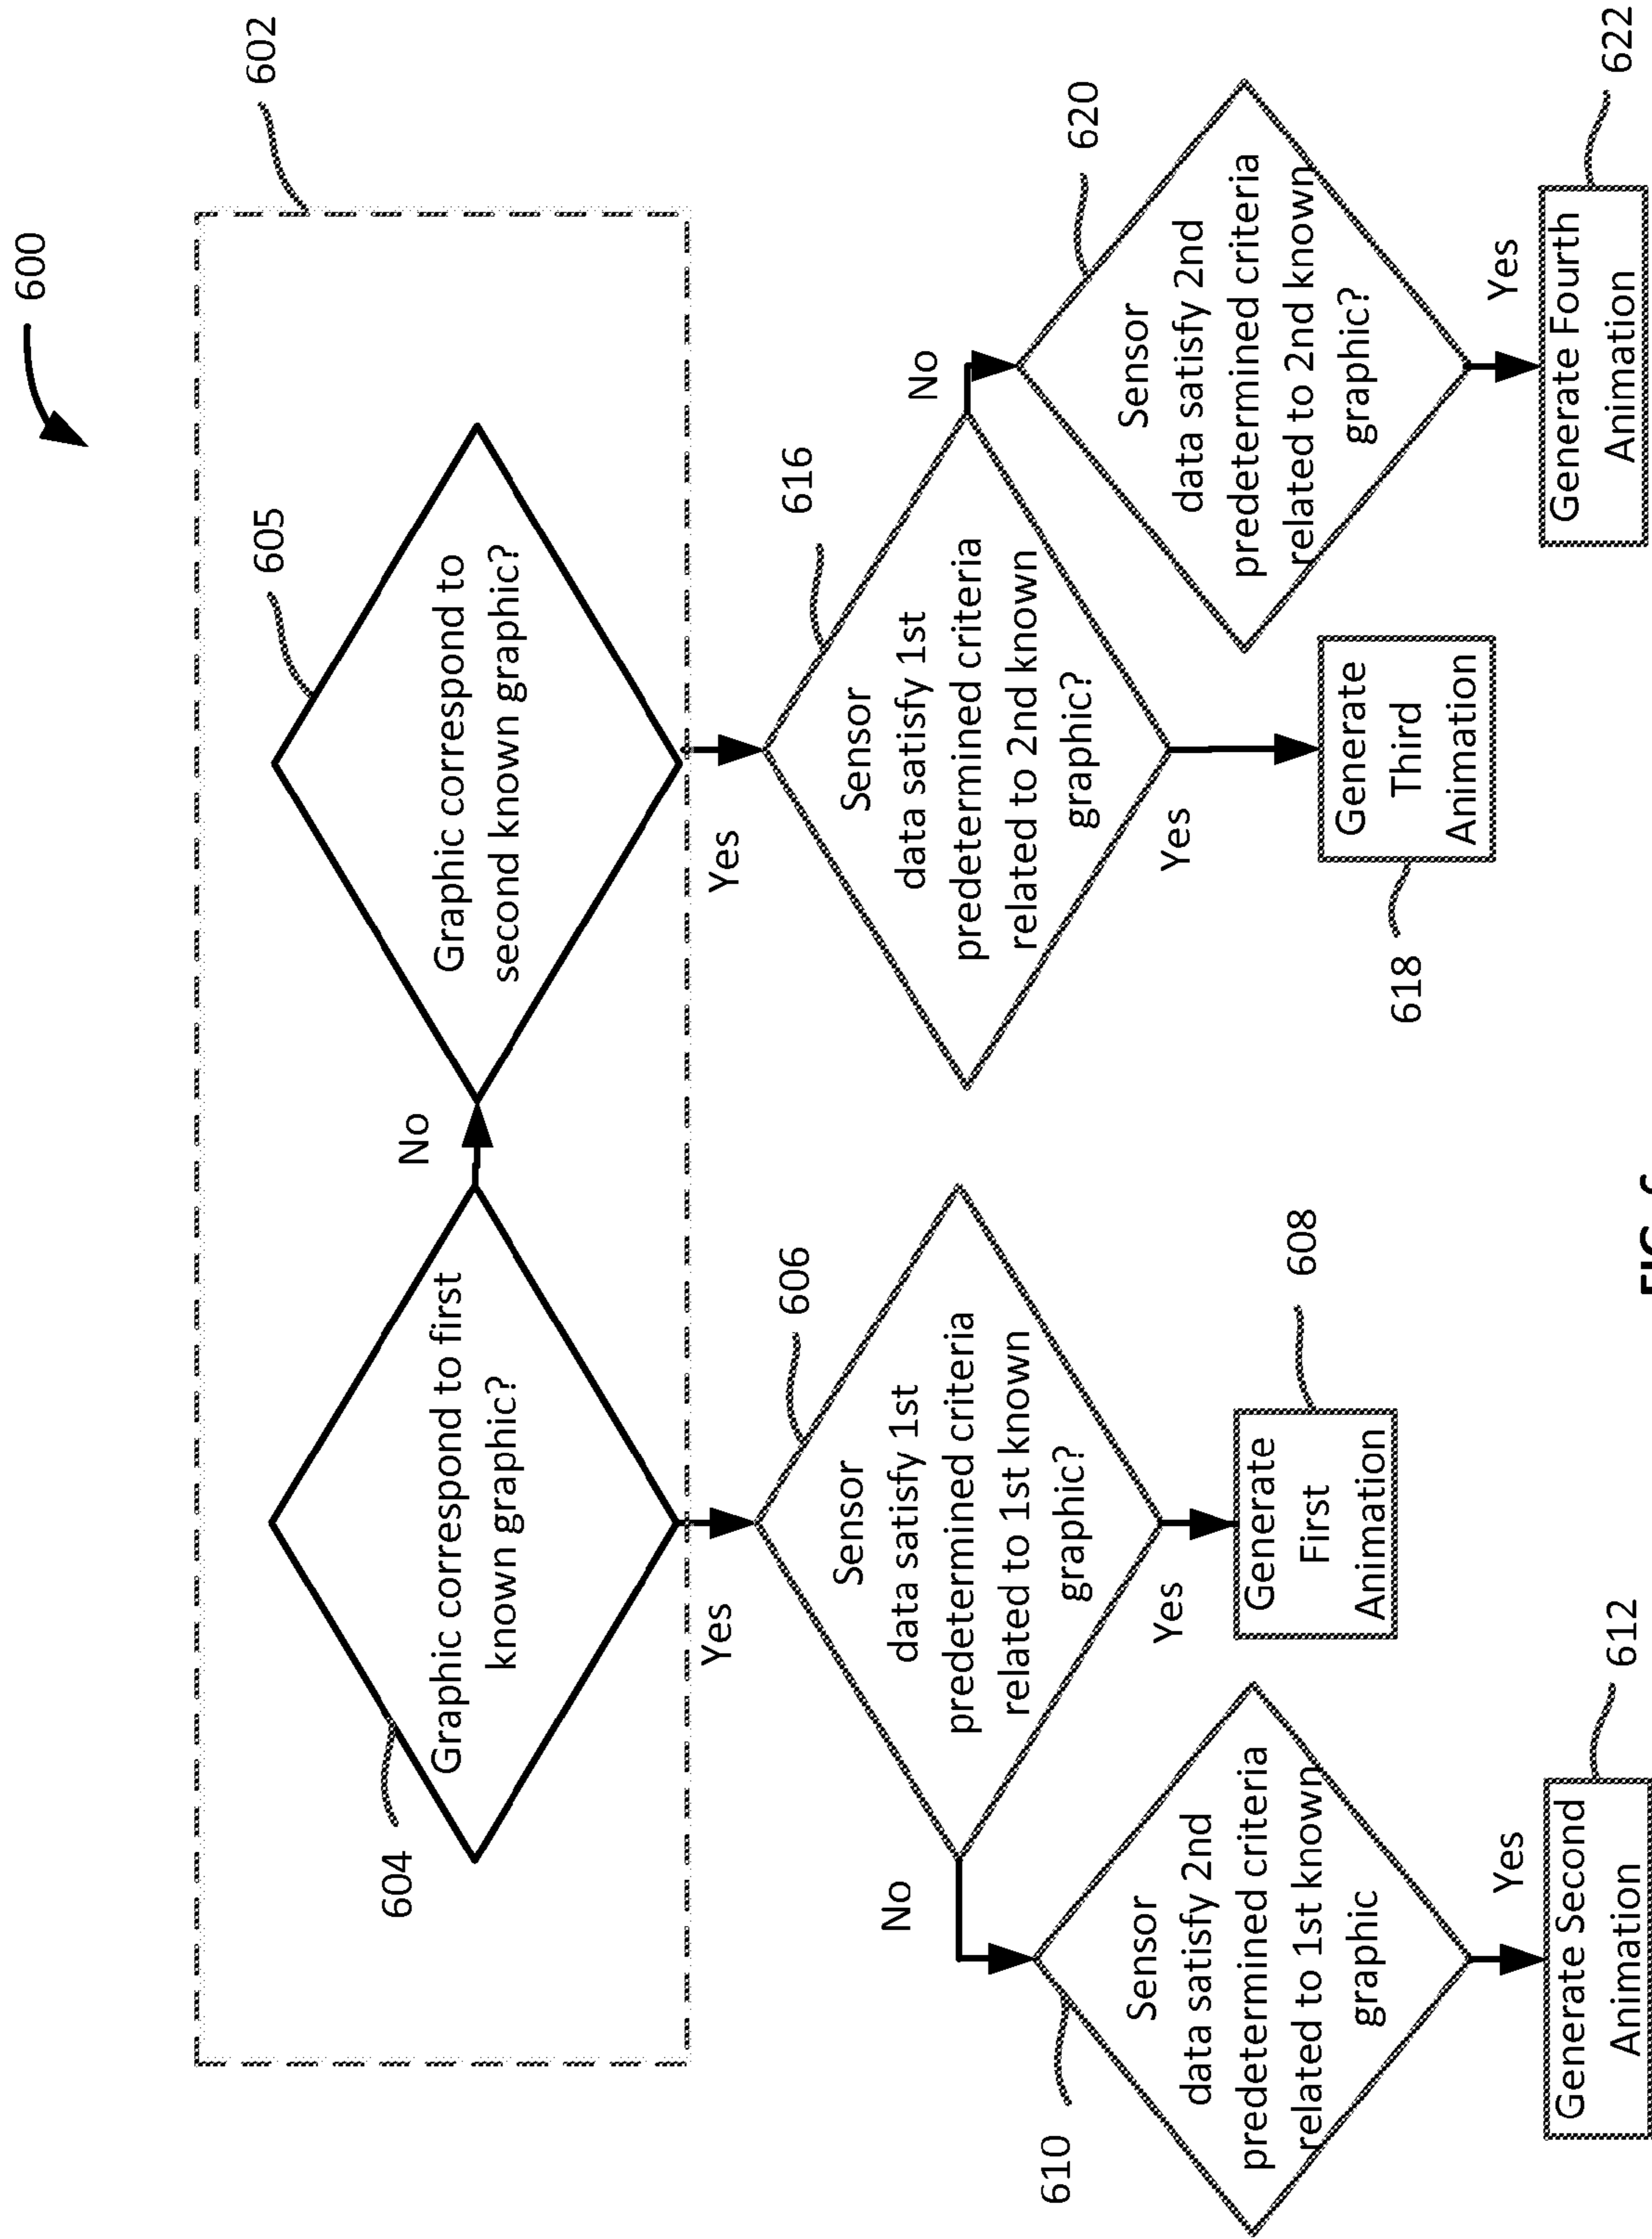 600
602
604
Graphic correspond to first
known graphic?
No
605
Graphic correspond to
second known graphic?
Yes
Yes
606
Sensor
data satisfy 1st
predetermined criteria
related to 1st known
graphic?
No
Yes
610
Sensor
data satisfy 2nd
predetermined criteria
related to 1st known
graphic
Yes
608
Generate
First
Animation
612
Generate Second
Animation
616
Sensor
data satisfy 1st
predetermined criteria
related to 2nd known
graphic?
No
Yes
620
Sensor
data satisfy 2nd
predetermined criteria
related to 2nd known
graphic?
Yes
618
Generate
Third
Animation
622
Generate Fourth
Animation
FIG.